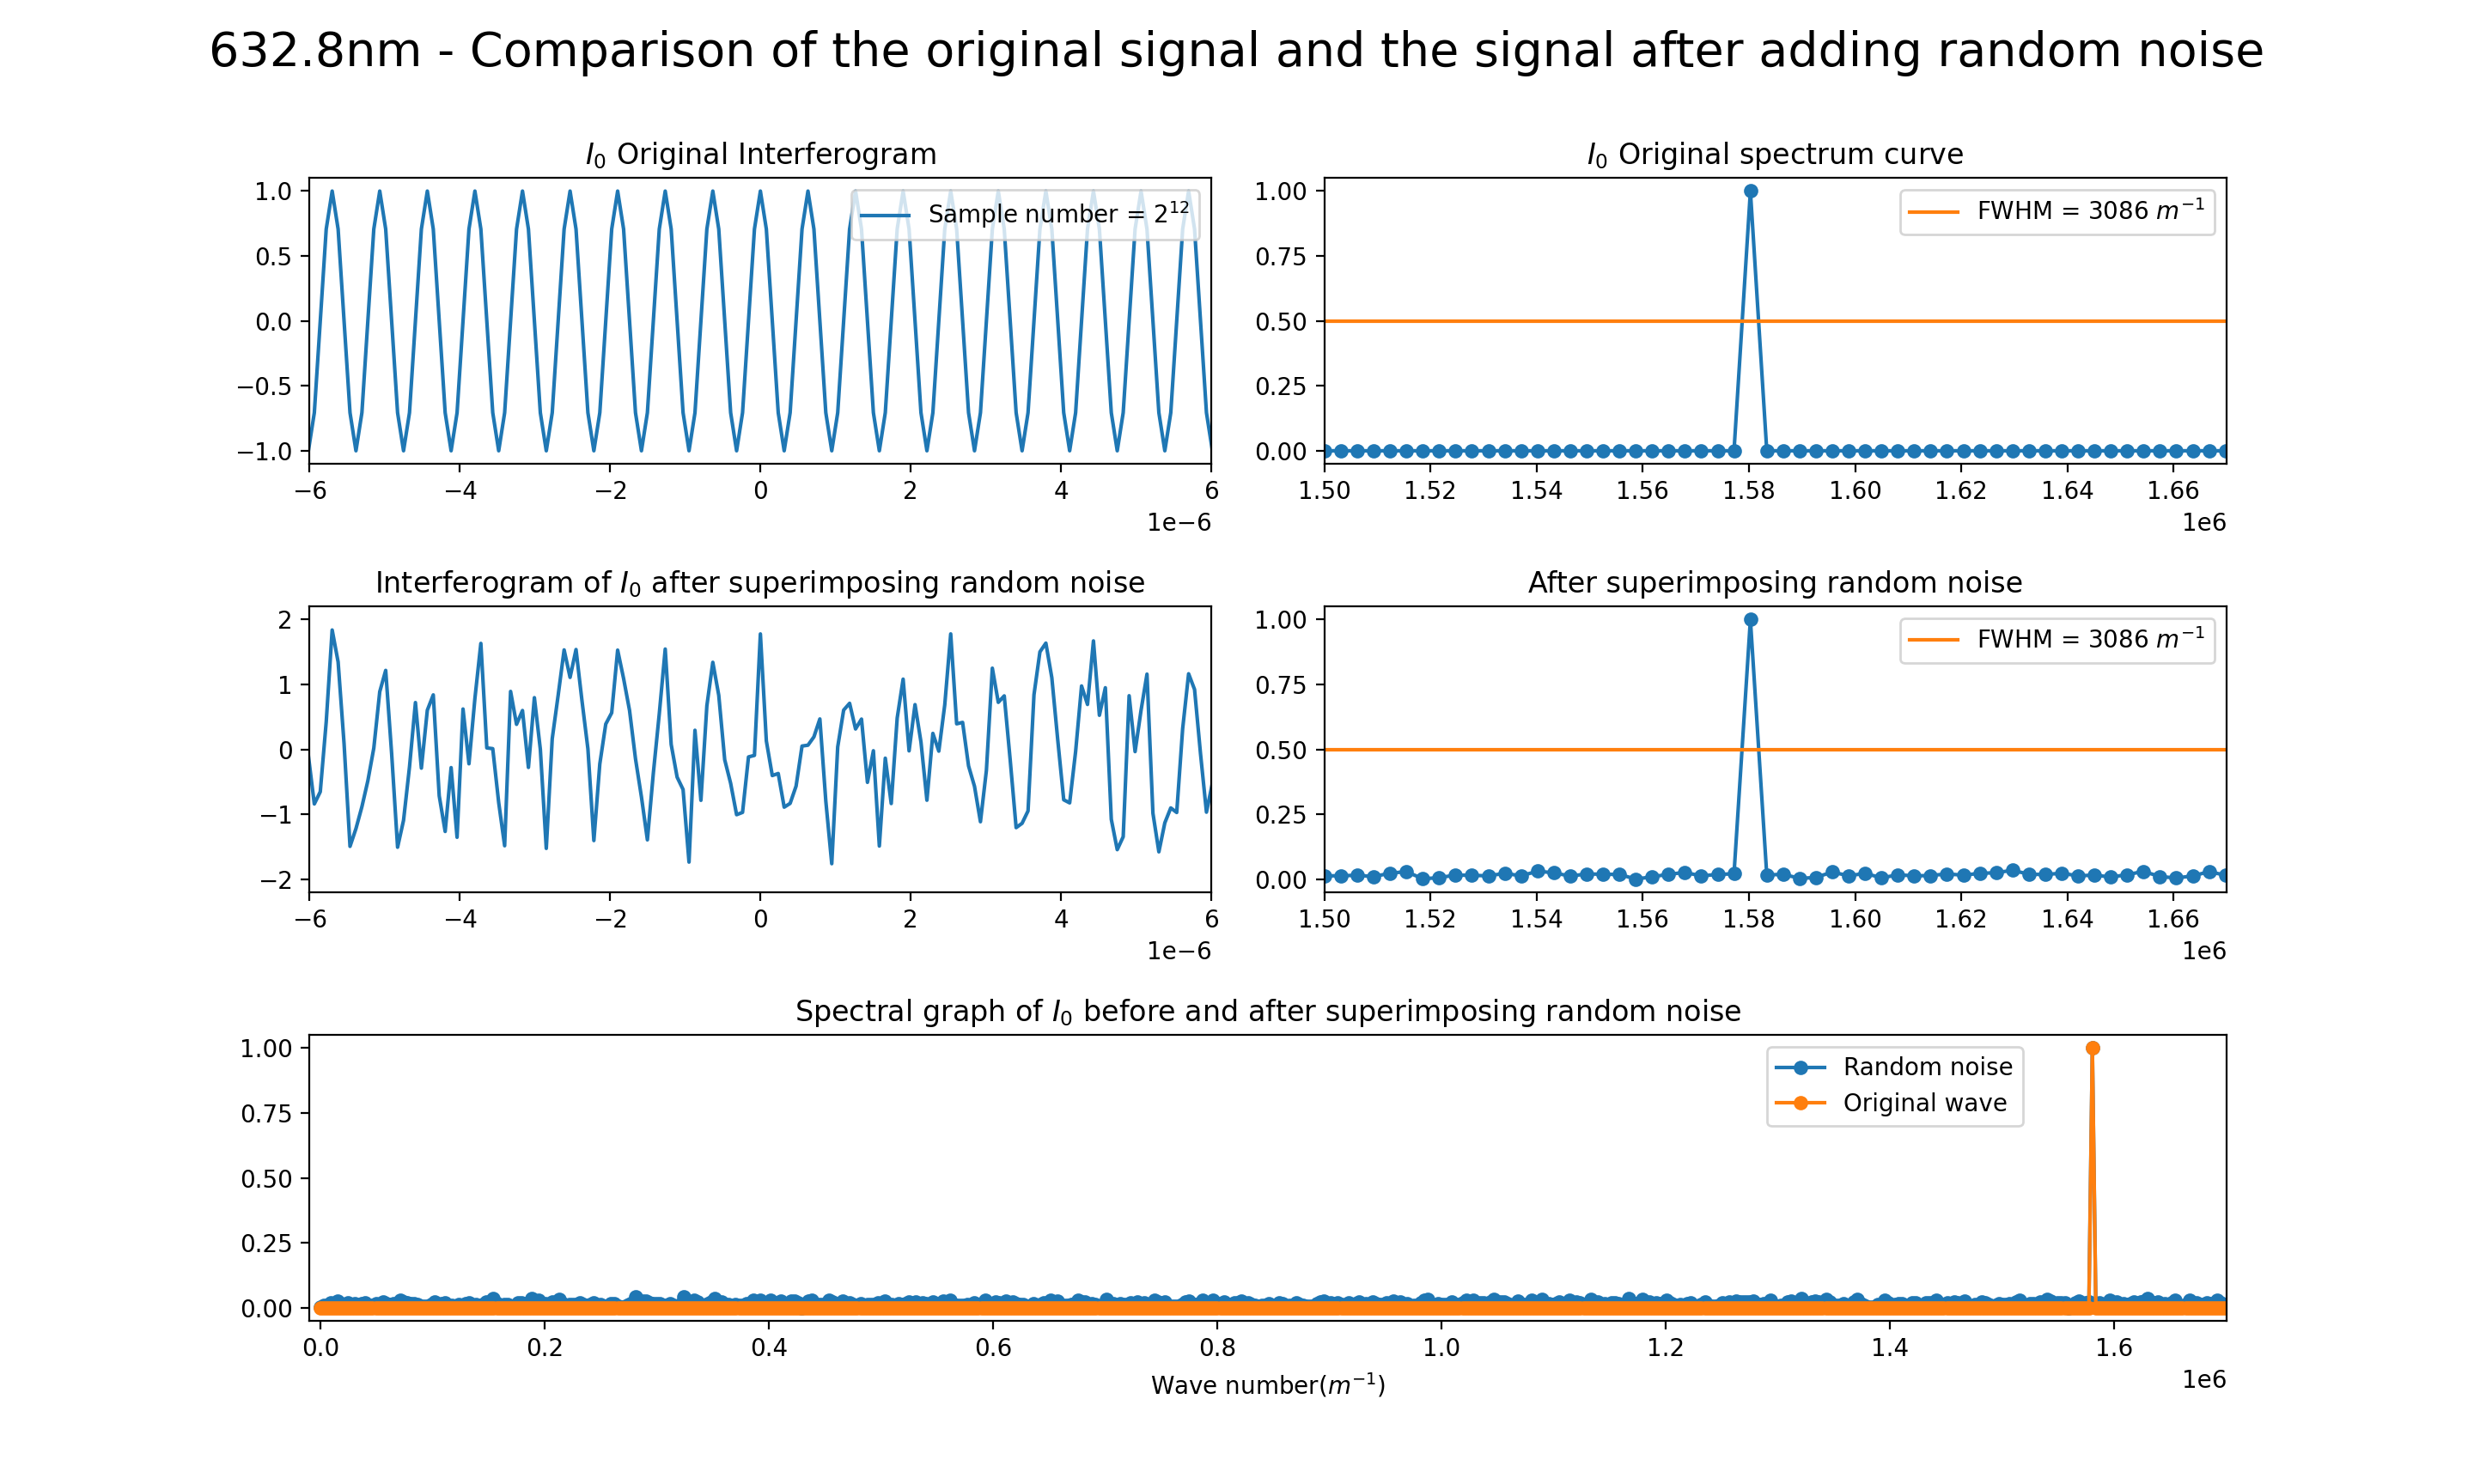 632.8nm - Comparison of the original signal and the signal after adding random noise
I₀ Original Interferogram
1.0
0.5
0.0
−0.5
−1.0
Sample number = 2¹²
−6 −4 −2 0 2 4 6
1e−6
I₀ Original spectrum curve
1.00
0.75
0.50
0.25
0.00
FWHM = 3086 m⁻¹
1.50 1.52 1.54 1.56 1.58 1.60 1.62 1.64 1.66
1e6
Interferogram of I₀ after superimposing random noise
2
1
0
−1
−2
−6 −4 −2 0 2 4 6
1e−6
After superimposing random noise
1.00
0.75
0.50
0.25
0.00
FWHM = 3086 m⁻¹
1.50 1.52 1.54 1.56 1.58 1.60 1.62 1.64 1.66
1e6
Spectral graph of I₀ before and after superimposing random noise
1.00
0.75
0.50
0.25
0.00
Random noise
Original wave
0.0 0.2 0.4 0.6 0.8 1.0 1.2 1.4 1.6
1e6
Wave number(m⁻¹)